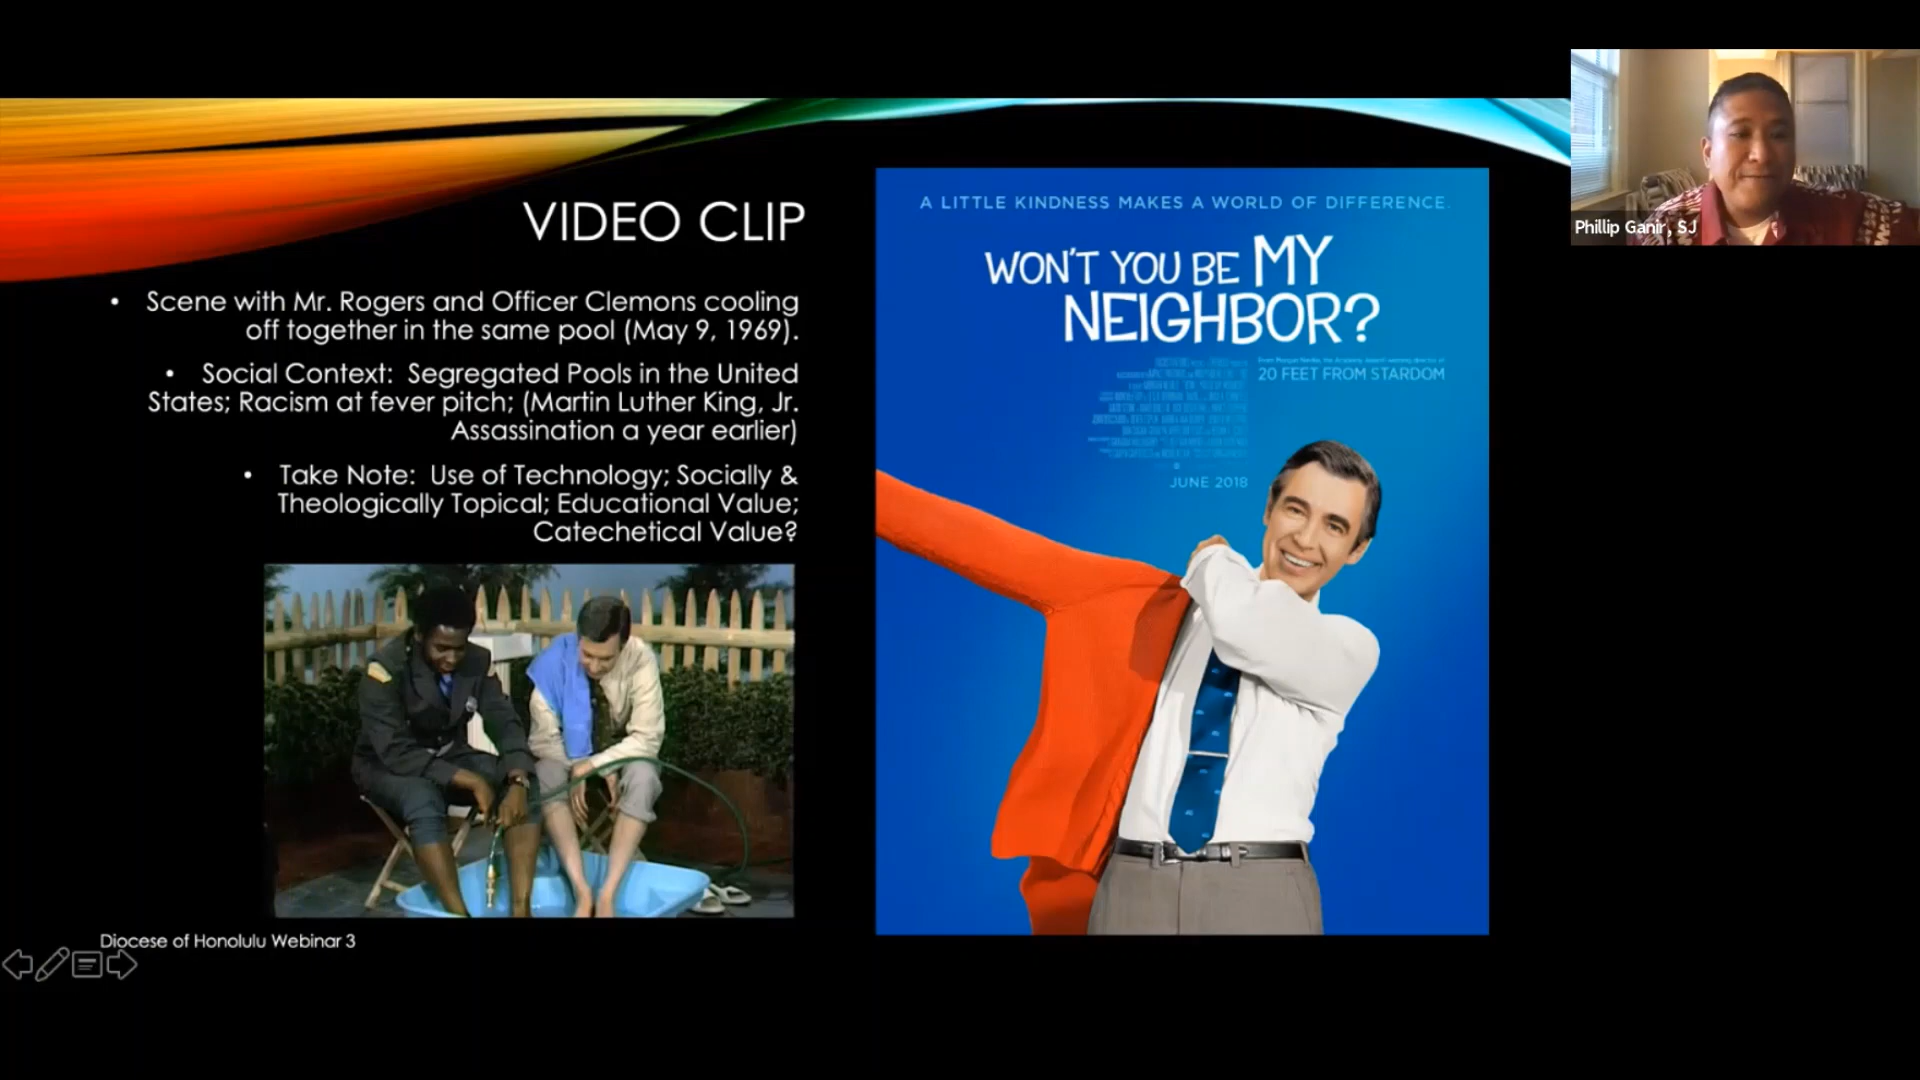 VIDEO CLIP
• Scene with Mr. Rogers and Officer Clemons cooling
off together in the same pool (May 9, 1969).
• Social Context: Segregated Pools in the United
States; Racism at fever pitch; (Martin Luther King, Jr.
Assassination a year earlier)
• Take Note: Use of Technology; Socially &
Theologically Topical; Educational Value;
Catechetical Value?
Diocese of Honolulu Webinar 3
A LITTLE KINDNESS MAKES A WORLD OF DIFFERENCE.
WON'T YOU BE MY
NEIGHBOR?
20 FEET FROM STARDOM
JUNE 2018
Phillip Ganir, SJ